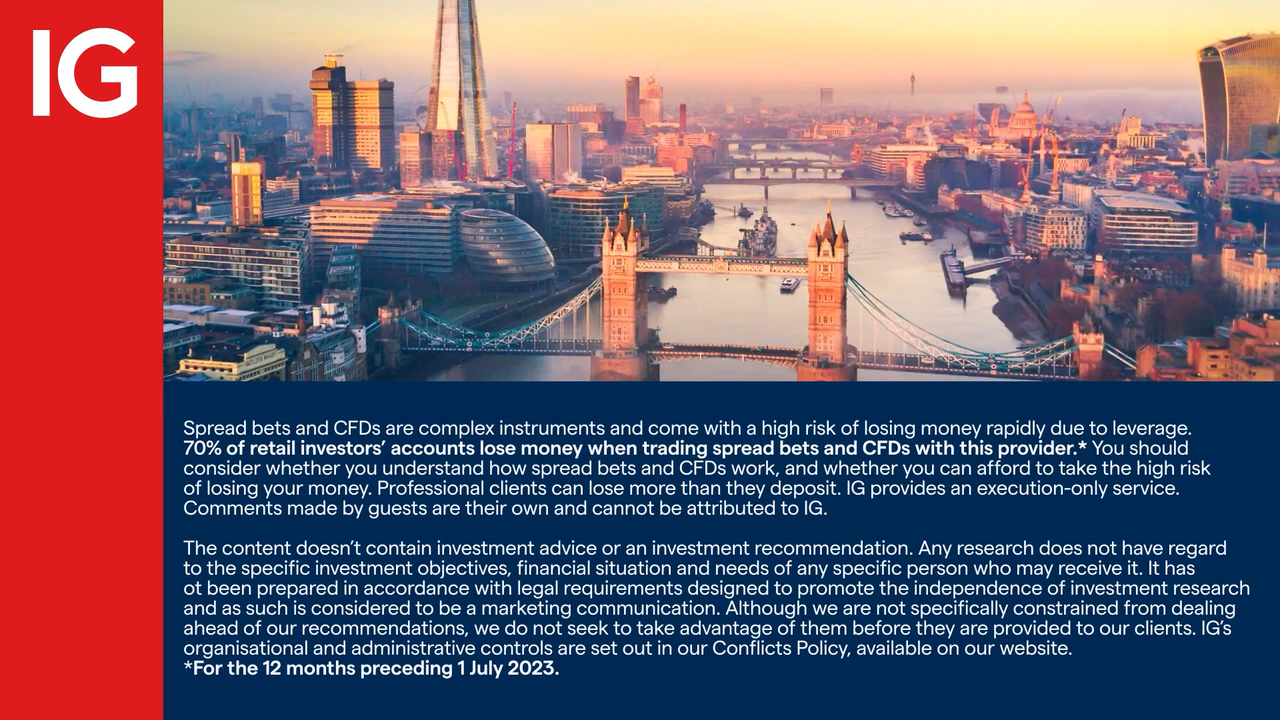 IG
Spread bets and CFDs are complex instruments and come with a high risk of losing money rapidly due to leverage.
70% of retail investors’ accounts lose money when trading spread bets and CFDs with this provider.* You should
consider whether you understand how spread bets and CFDs work, and whether you can afford to take the high risk
of losing your money. Professional clients can lose more than they deposit. IG provides an execution-only service.
Comments made by guests are their own and cannot be attributed to IG.
The content doesn’t contain investment advice or an investment recommendation. Any research does not have regard
to the specific investment objectives, financial situation and needs of any specific person who may receive it. It has
ot been prepared in accordance with legal requirements designed to promote the independence of investment research
and as such is considered to be a marketing communication. Although we are not specifically constrained from dealing
ahead of our recommendations, we do not seek to take advantage of them before they are provided to our clients. IG’s
organisational and administrative controls are set out in our Conflicts Policy, available on our website.
*For the 12 months preceding 1 July 2023.